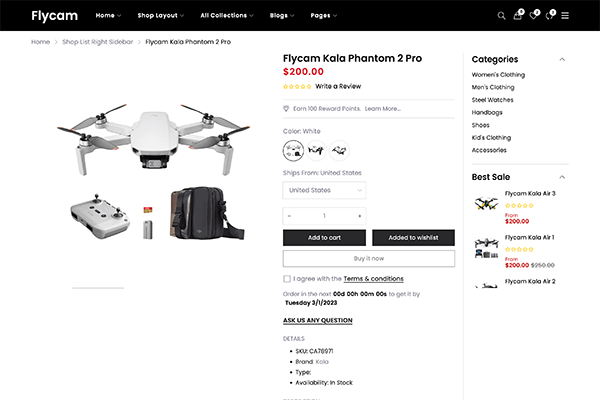 Flycam
Home
Shop Layout
All Collections
Blogs
Pages
Home > Shop List Right Sidebar > Flycam Kala Phantom 2 Pro
Flycam Kala Phantom 2 Pro
$200.00
Write a Review
Earn 100 Reward Points. Learn More...
Color: White
Ships From: United States
United States
- 1 +
Add to cart
Added to wishlist
Buy it now
I agree with the Terms & conditions
Order in the next 00d 00h 00m 00s to get it by
Tuesday 3/1/2023
ASK US ANY QUESTION
DETAILS
SKU: CA78971
Brand: Kala
Type:
Availability: In Stock
Categories
Women's Clothing
Men's Clothing
Steel Watches
Handbags
Shoes
Kid's Clothing
Accessories
Best Sale
Flycam Kala Air 3
From
$200.00
Flycam Kala Air 1
From
$200.00 $250.00
Flycam Kala Air 2